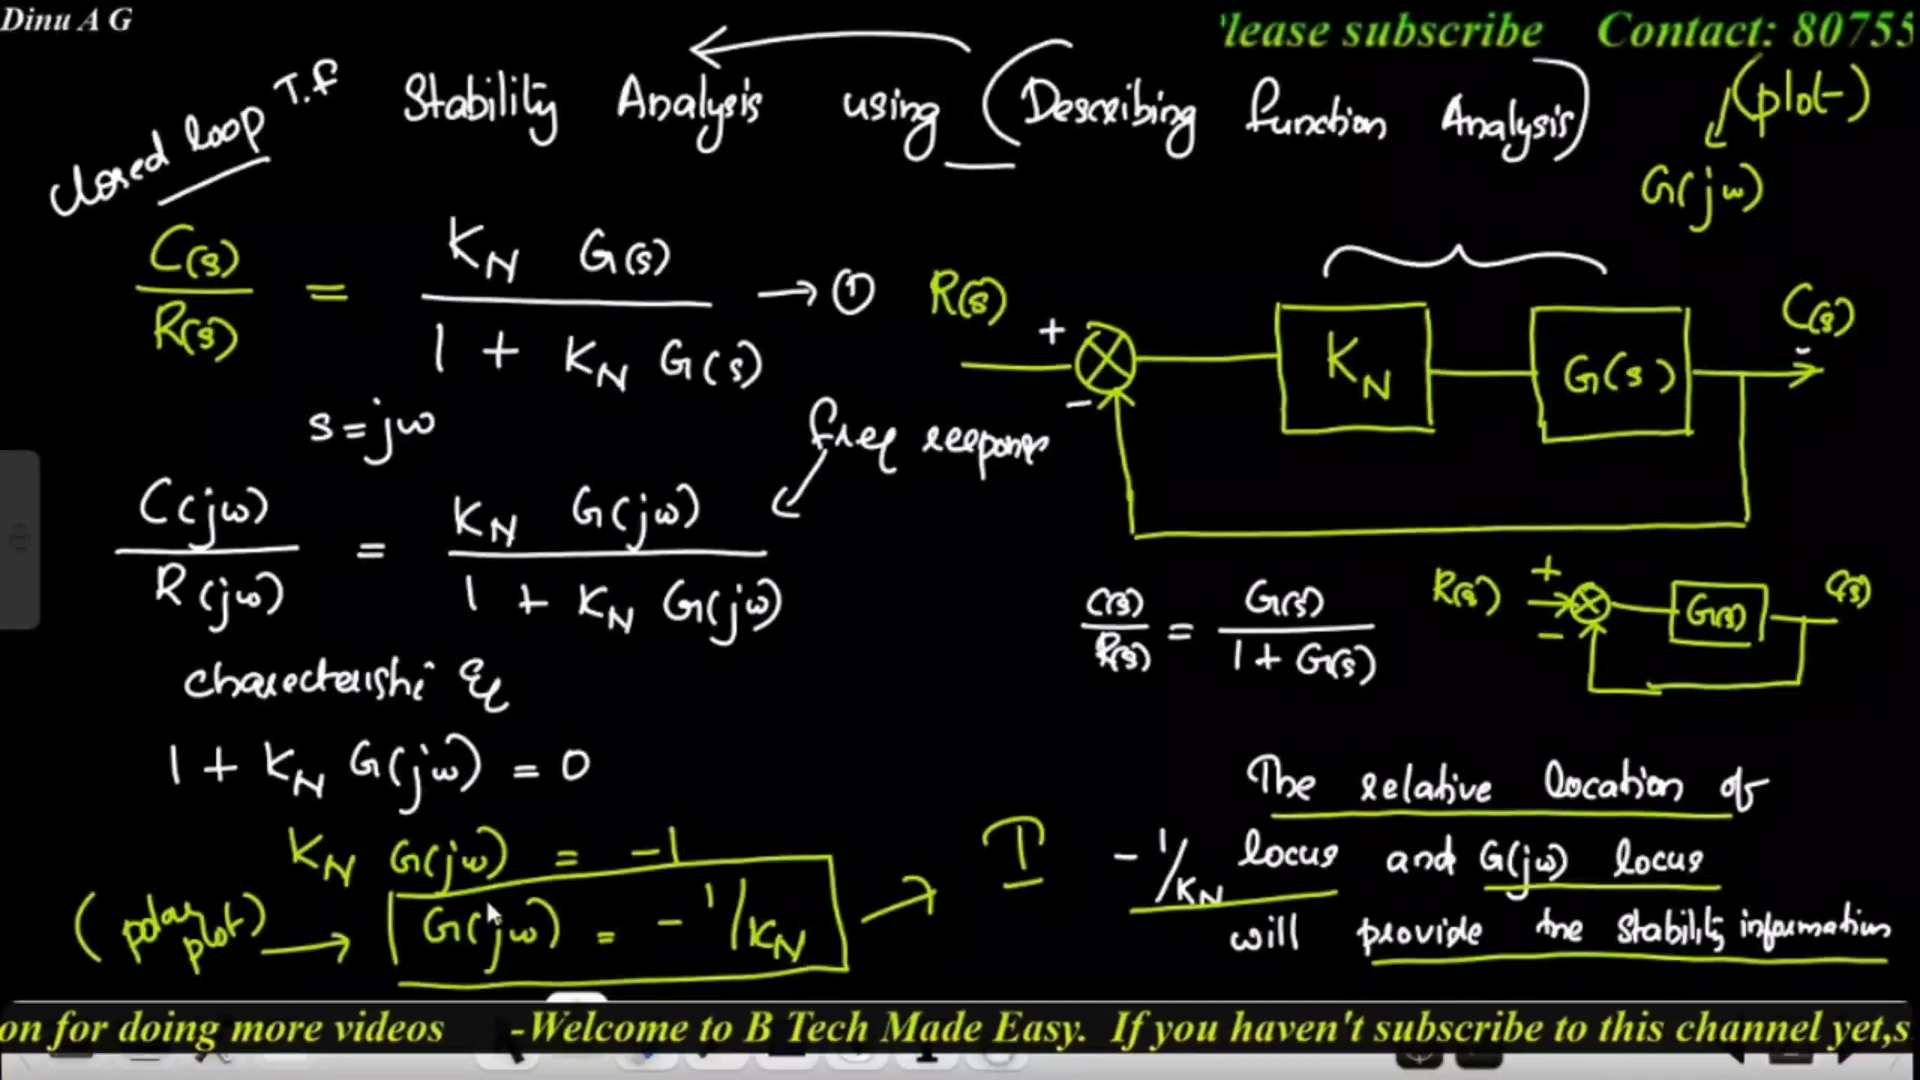 Dinu A G
'lease subscribe Contact: 80755
closed loop T.f
Stability Analysis using (Describing function Analysis)
(plot)
G(jω)
C(s)/R(s) = K_N G(s) / 1 + K_N G(s) → ①
R(s) + - K_N G(s) C(s)
s = jω
freq response
C(jω)/R(jω) = K_N G(jω) / 1 + K_N G(jω)
C(s)/R(s) = G(s) / 1 + G(s)
R(s) + - G(s) C(s)
1 + K_N G(jω) = 0
K_N G(jω) = -1
(polar plot) → G(jω) = -1/K_N → I
The relative location of
-1/K_N locus and G(jω) locus
will provide the stability information
on for doing more videos -Welcome to B Tech Made Easy. If you haven't subscribe to this channel yet,s